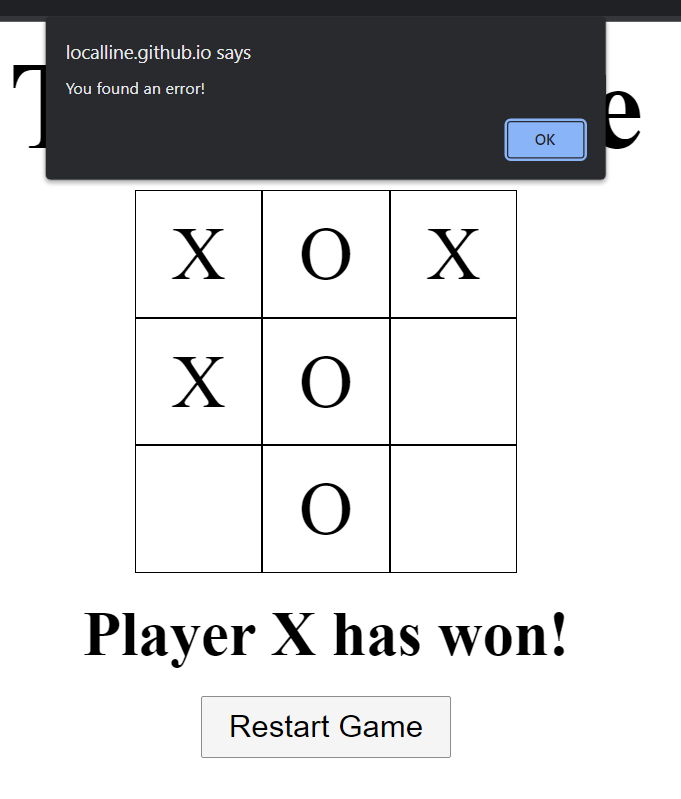 localline.github.io says
You found an error!
OK
X O X
X O
O
Player X has won!
Restart Game